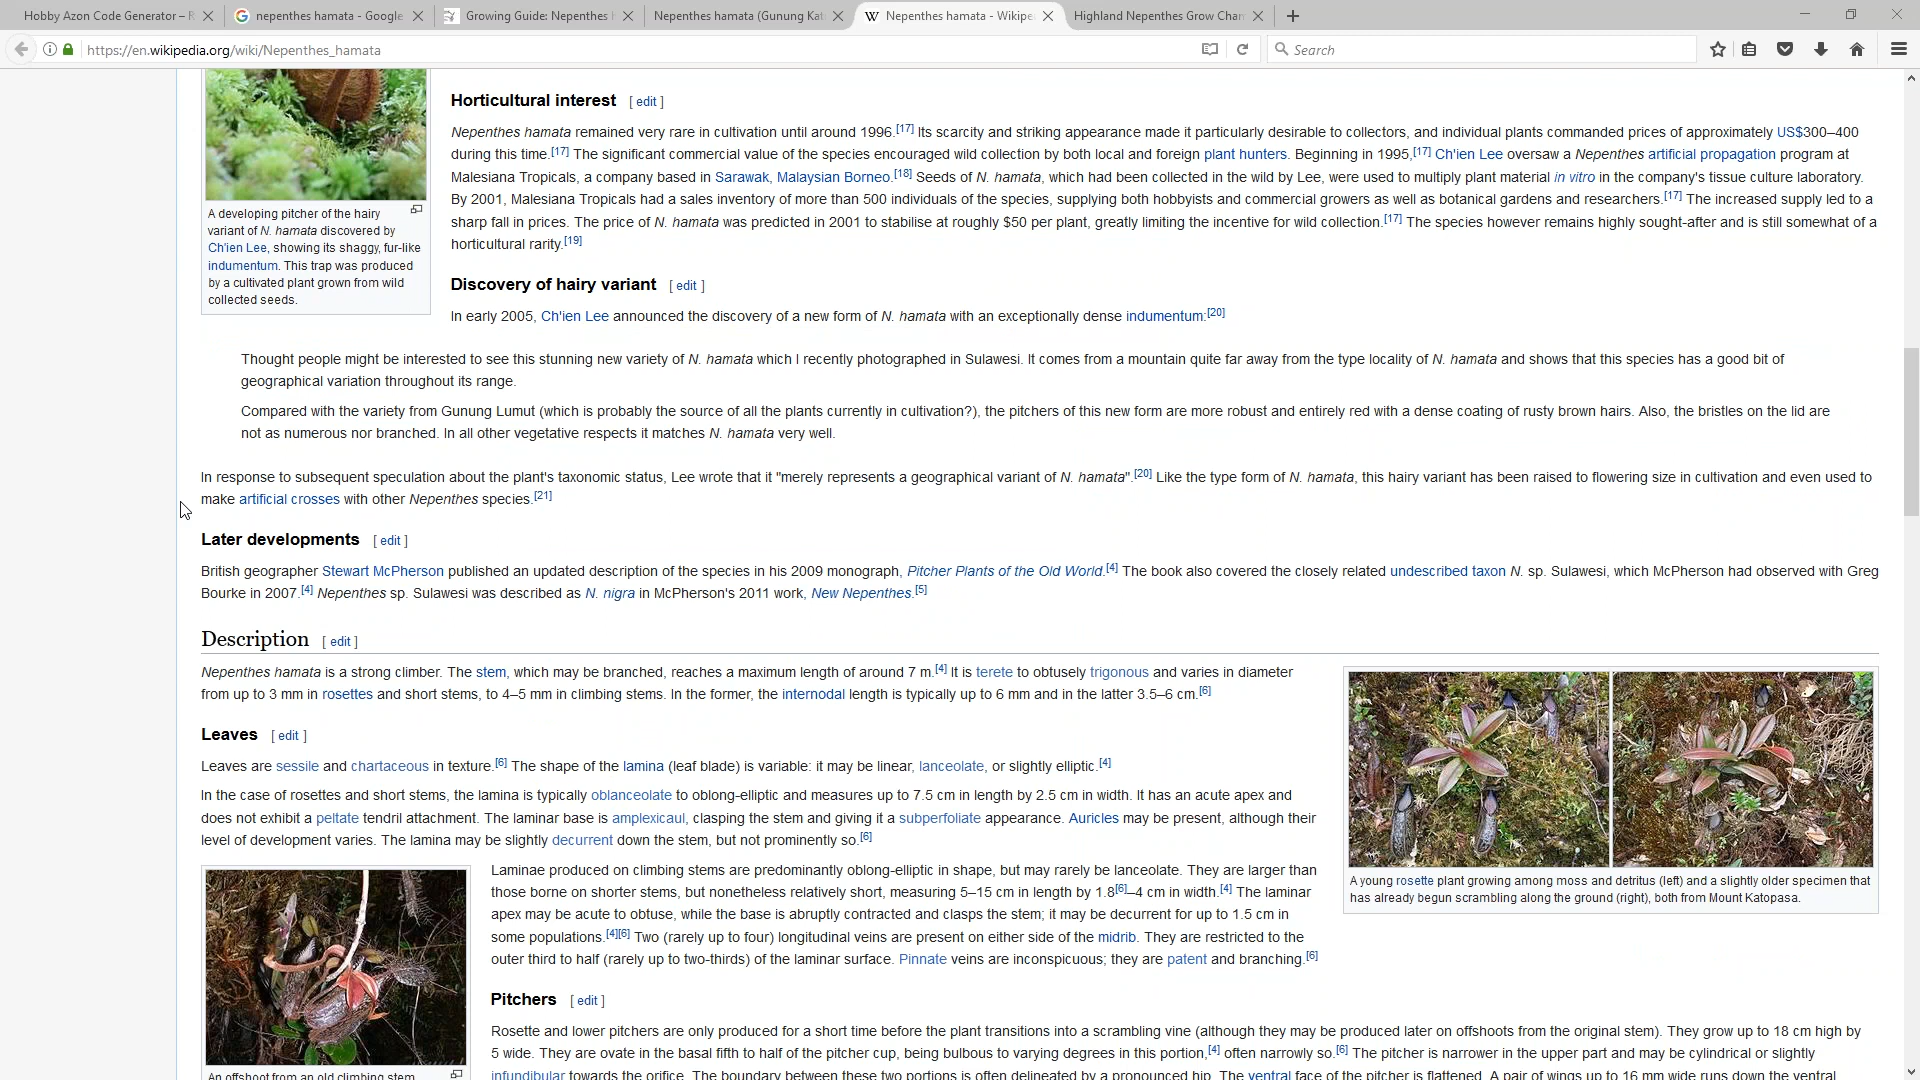 Hobby Azon Code Generator – R
nepenthes hamata - Google
Growing Guide: Nepenthes
Nepenthes hamata (Gunung Kat
Nepenthes hamata - Wikipe
Highland Nepenthes Grow Cham
https://en.wikipedia.org/wiki/Nepenthes_hamata
Search
Horticultural interest [ edit ]
Nepenthes hamata remained very rare in cultivation until around 1996.[17] Its scarcity and striking appearance made it particularly desirable to collectors, and individual plants commanded prices of approximately US$300–400
during this time.[17] The significant commercial value of the species encouraged wild collection by both local and foreign plant hunters. Beginning in 1995,[17] Ch'ien Lee oversaw a Nepenthes artificial propagation program at
Malesiana Tropicals, a company based in Sarawak, Malaysian Borneo.[18] Seeds of N. hamata, which had been collected in the wild by Lee, were used to multiply plant material in vitro in the company's tissue culture laboratory.
By 2001, Malesiana Tropicals had a sales inventory of more than 500 individuals of the species, supplying both hobbyists and commercial growers as well as botanical gardens and researchers.[17] The increased supply led to a
sharp fall in prices. The price of N. hamata was predicted in 2001 to stabilise at roughly $50 per plant, greatly limiting the incentive for wild collection.[17] The species however remains highly sought-after and is still somewhat of a
horticultural rarity.[19]
A developing pitcher of the hairy
variant of N. hamata discovered by
Ch'ien Lee, showing its shaggy, fur-like
indumentum. This trap was produced
by a cultivated plant grown from wild
collected seeds.
Discovery of hairy variant [ edit ]
In early 2005, Ch'ien Lee announced the discovery of a new form of N. hamata with an exceptionally dense indumentum:[20]
Thought people might be interested to see this stunning new variety of N. hamata which I recently photographed in Sulawesi. It comes from a mountain quite far away from the type locality of N. hamata and shows that this species has a good bit of
geographical variation throughout its range.
Compared with the variety from Gunung Lumut (which is probably the source of all the plants currently in cultivation?), the pitchers of this new form are more robust and entirely red with a dense coating of rusty brown hairs. Also, the bristles on the lid are
not as numerous nor branched. In all other vegetative respects it matches N. hamata very well.
In response to subsequent speculation about the plant's taxonomic status, Lee wrote that it "merely represents a geographical variant of N. hamata".[20] Like the type form of N. hamata, this hairy variant has been raised to flowering size in cultivation and even used to
make artificial crosses with other Nepenthes species.[21]
Later developments [ edit ]
British geographer Stewart McPherson published an updated description of the species in his 2009 monograph, Pitcher Plants of the Old World.[4] The book also covered the closely related undescribed taxon N. sp. Sulawesi, which McPherson had observed with Greg
Bourke in 2007.[4] Nepenthes sp. Sulawesi was described as N. nigra in McPherson's 2011 work, New Nepenthes.[5]
Description [ edit ]
Nepenthes hamata is a strong climber. The stem, which may be branched, reaches a maximum length of around 7 m.[4] It is terete to obtusely trigonous and varies in diameter
from up to 3 mm in rosettes and short stems, to 4–5 mm in climbing stems. In the former, the internodal length is typically up to 6 mm and in the latter 3.5–6 cm.[6]
Leaves [ edit ]
Leaves are sessile and chartaceous in texture.[6] The shape of the lamina (leaf blade) is variable: it may be linear, lanceolate, or slightly elliptic.[4]
In the case of rosettes and short stems, the lamina is typically oblanceolate to oblong-elliptic and measures up to 7.5 cm in length by 2.5 cm in width. It has an acute apex and
does not exhibit a peltate tendril attachment. The laminar base is amplexicaul, clasping the stem and giving it a subperfoliate appearance. Auricles may be present, although their
level of development varies. The lamina may be slightly decurrent down the stem, but not prominently so.[6]
A young rosette plant growing among moss and detritus (left) and a slightly older specimen that
has already begun scrambling along the ground (right), both from Mount Katopasa.
Laminae produced on climbing stems are predominantly oblong-elliptic in shape, but may rarely be lanceolate. They are larger than
those borne on shorter stems, but nonetheless relatively short, measuring 5–15 cm in length by 1.8[6]–4 cm in width.[4] The laminar
apex may be acute to obtuse, while the base is abruptly contracted and clasps the stem; it may be decurrent for up to 1.5 cm in
some populations.[4][6] Two (rarely up to four) longitudinal veins are present on either side of the midrib. They are restricted to the
outer third to half (rarely up to two-thirds) of the laminar surface. Pinnate veins are inconspicuous; they are patent and branching.[6]
Pitchers [ edit ]
Rosette and lower pitchers are only produced for a short time before the plant transitions into a scrambling vine (although they may be produced later on offshoots from the original stem). They grow up to 18 cm high by
5 wide. They are ovate in the basal fifth to half of the pitcher cup, being bulbous to varying degrees in this portion,[4] often narrowly so.[6] The pitcher is narrower in the upper part and may be cylindrical or slightly
infundibular towards the orifice. The boundary between these two portions is often delineated by a pronounced hip. The ventral face of the pitcher is flattened. A pair of wings up to 16 mm wide runs down the ventral
An offshoot from an old climbing stem